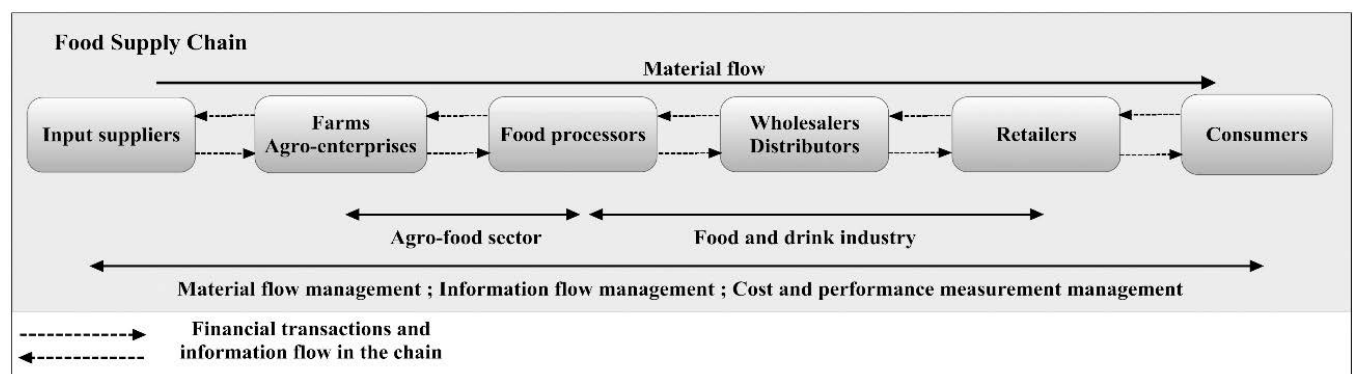 Food Supply Chain
Material flow
Input suppliers
Farms
Agro-enterprises
Food processors
Wholesalers
Distributors
Retailers
Consumers
Agro-food sector
Food and drink industry
Material flow management ; Information flow management ; Cost and performance measurement management
Financial transactions and
information flow in the chain